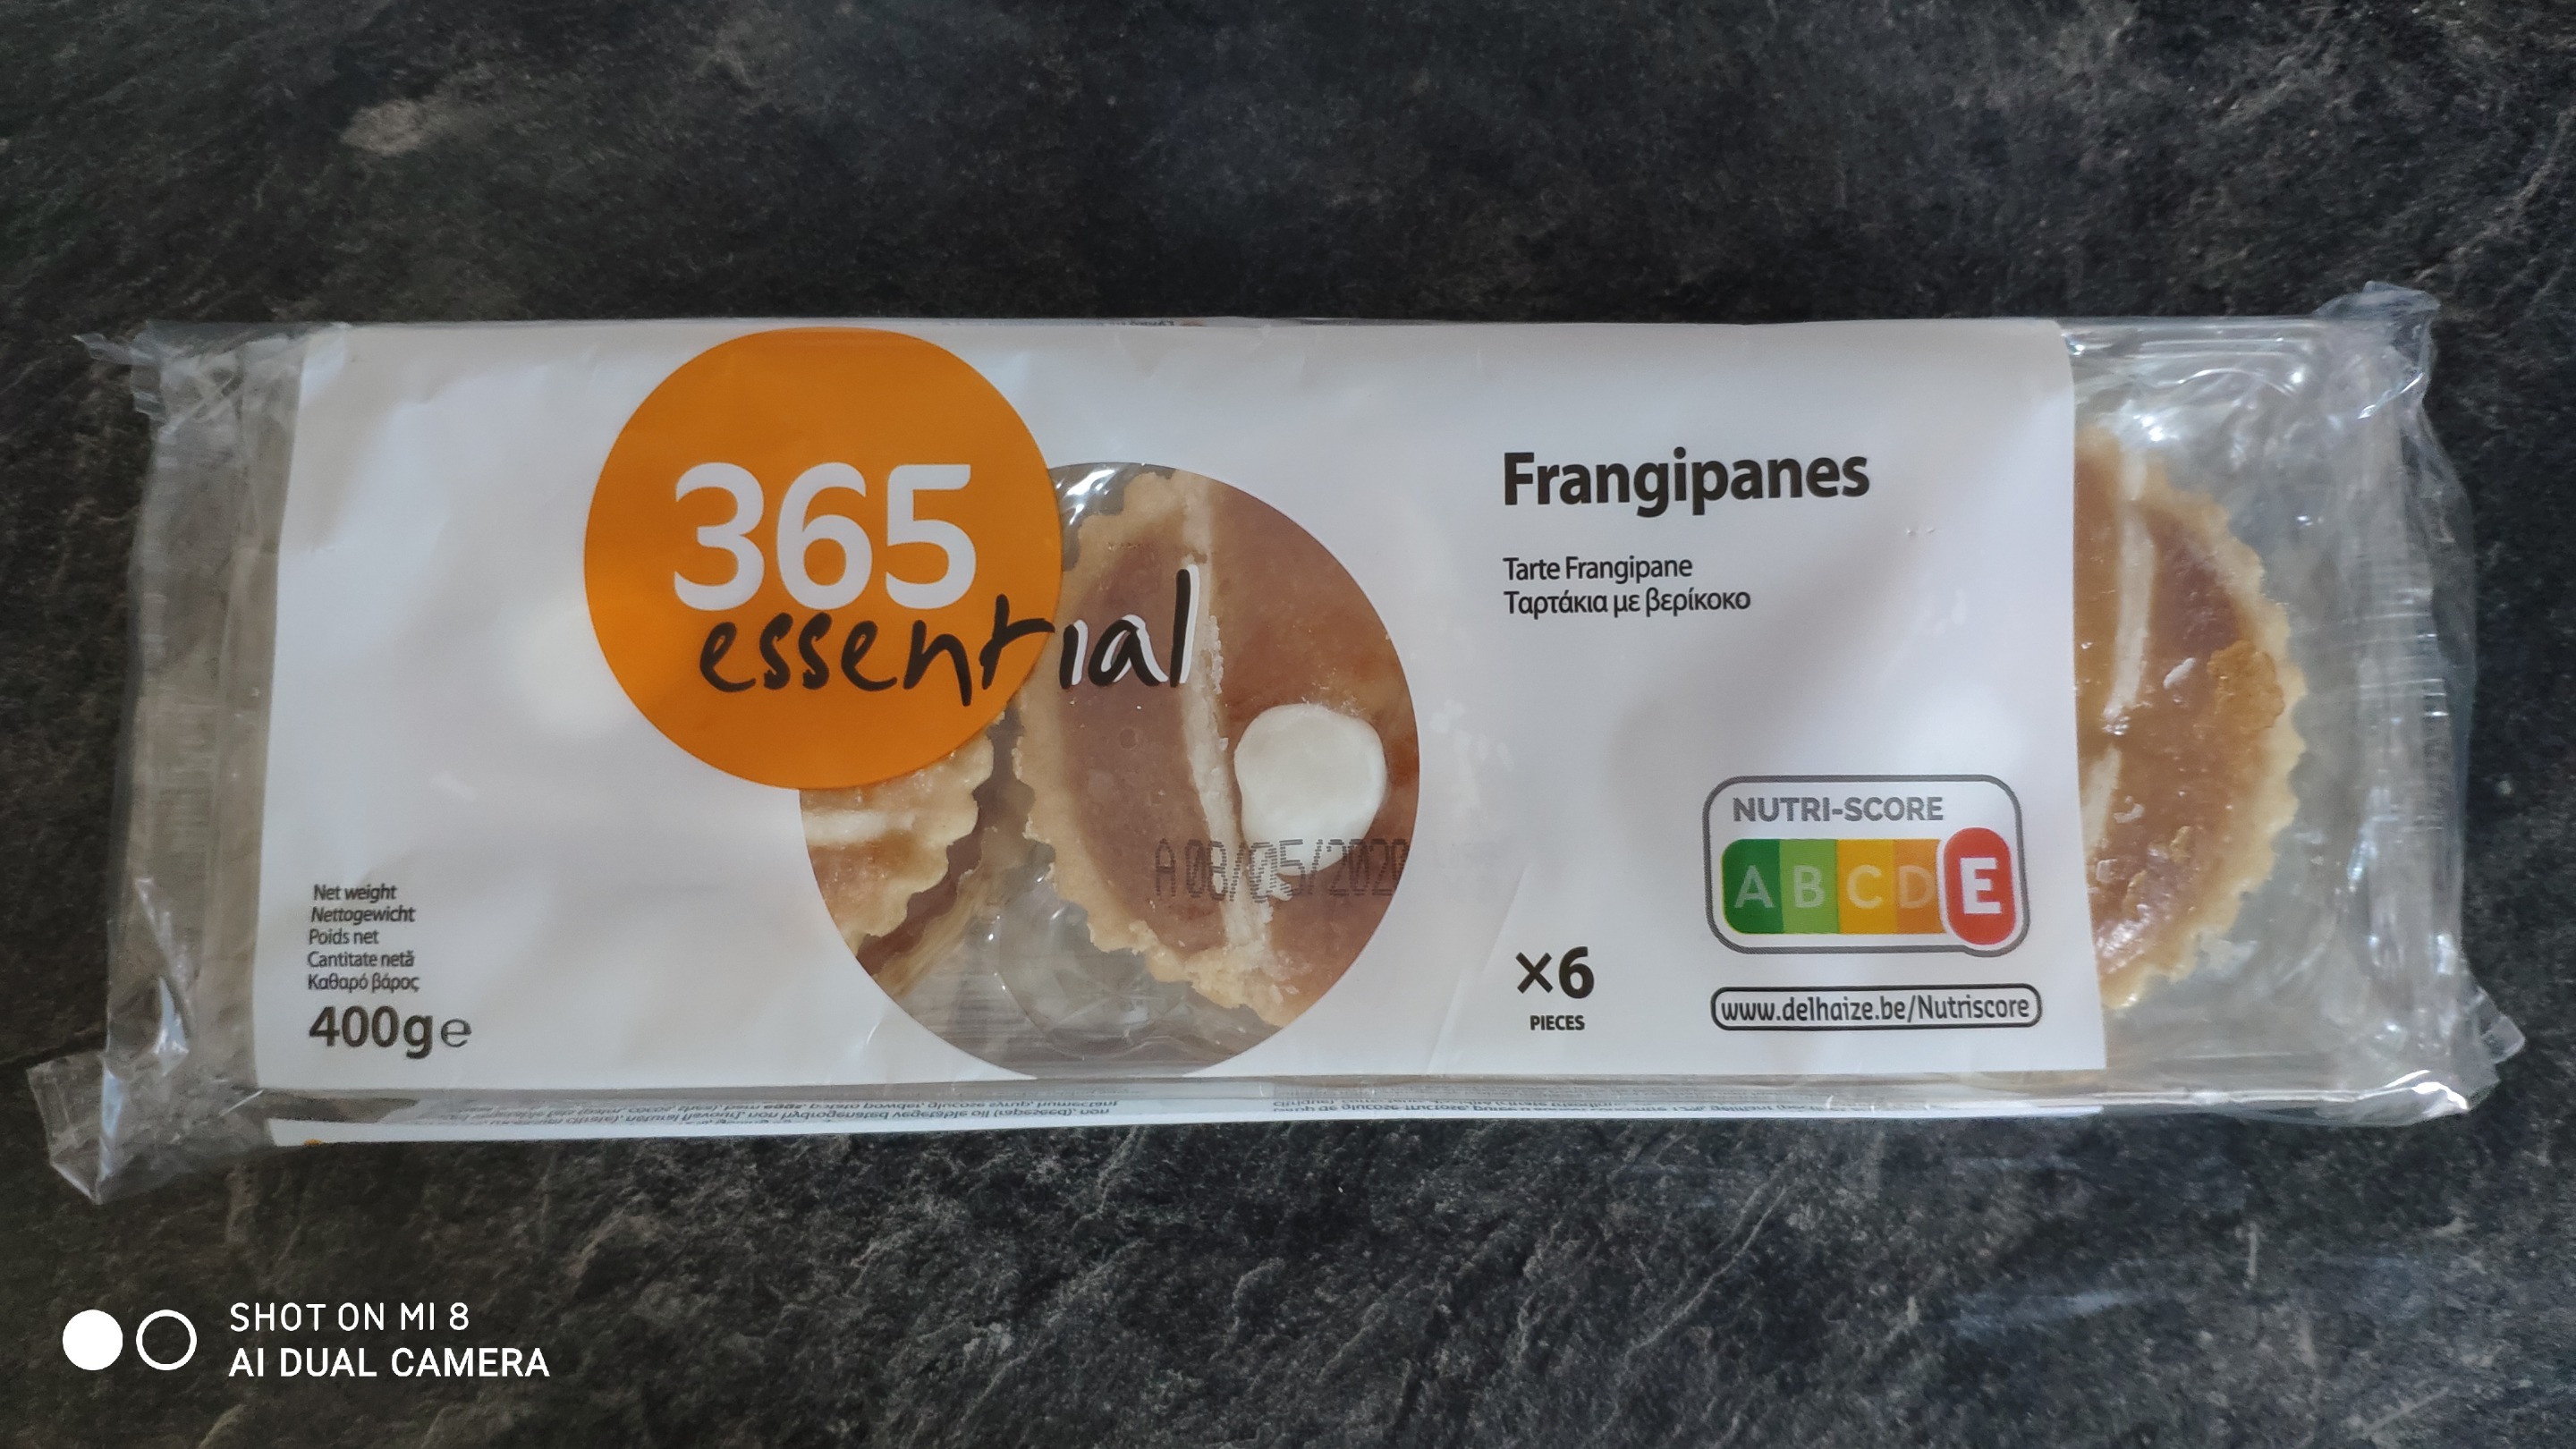 365
essential
Frangipanes
Tarte Frangipane
Ταρτάκια με βερίκοκο
A 08/05/2020
NUTRI-SCORE
A B C D E
www.delhaize.be/Nutriscore
×6
PIECES
Net weight
Nettogewicht
Poids net
Cantitate netă
Καθαρό βάρος
400g e
SHOT ON MI 8
AI DUAL CAMERA